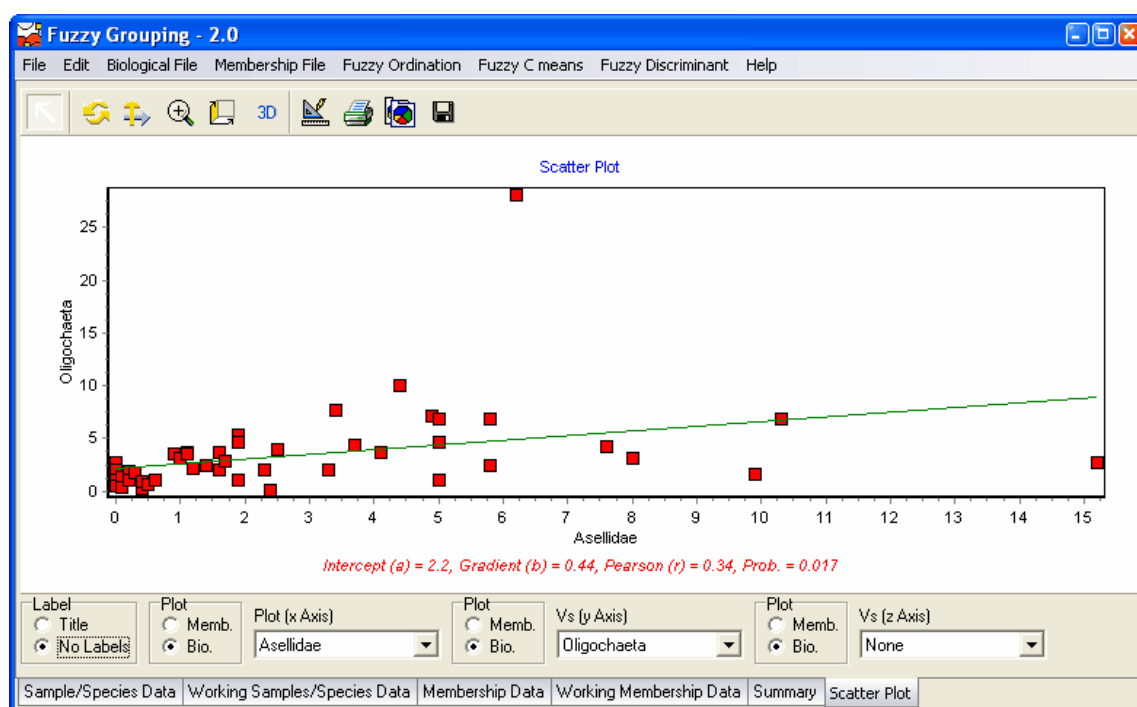 Fuzzy Grouping - 2.0
File Edit Biological File Membership File Fuzzy Ordination Fuzzy C means Fuzzy Discriminant Help
3D
Scatter Plot
Oligochaeta
25
20
15
10
5
0
0 1 2 3 4 5 6 7 8 9 10 11 12 13 14 15
Asellidae
Intercept (a) = 2.2, Gradient (b) = 0.44, Pearson (r) = 0.34, Prob. = 0.017
Label
Title
No Labels
Plot
Memb.
Bio.
Plot (x Axis)
Asellidae
Plot
Memb.
Bio.
Vs (y Axis)
Oligochaeta
Plot
Memb.
Bio.
Vs (z Axis)
None
Sample/Species Data Working Samples/Species Data Membership Data Working Membership Data Summary Scatter Plot